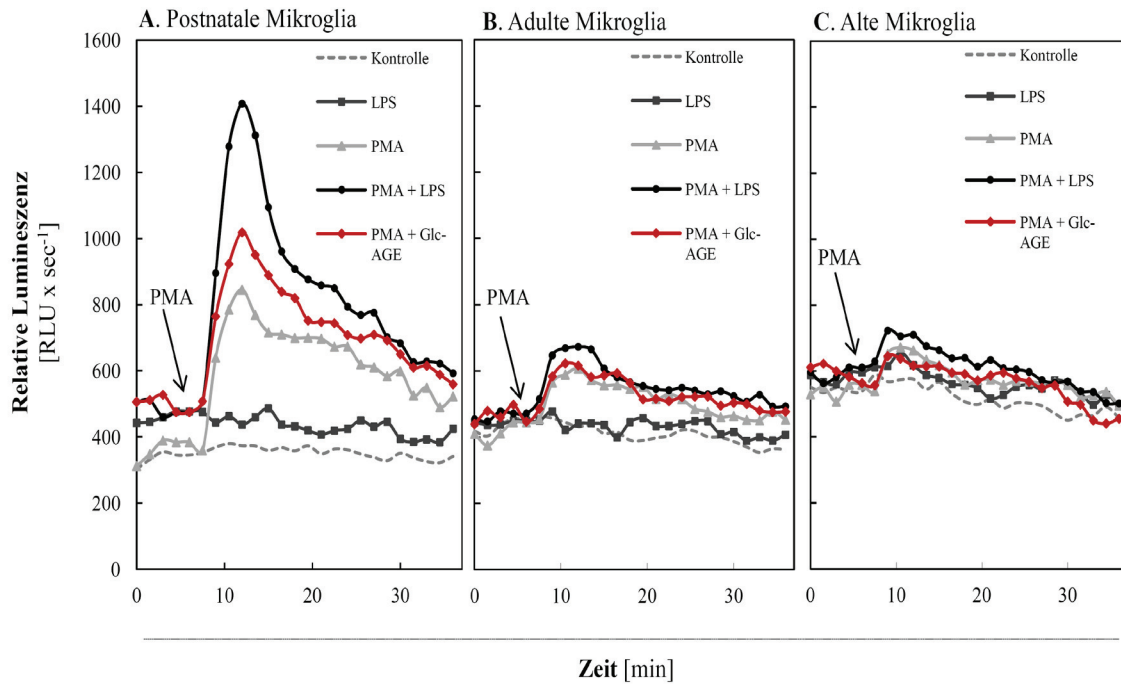 A. Postnatale Mikroglia
B. Adulte Mikroglia
C. Alte Mikroglia
Relative Lumineszenz
[RLU x sec⁻¹]
1600
1400
1200
1000
800
600
400
200
0
Kontrolle
LPS
PMA
PMA + LPS
PMA + Glc-
AGE
PMA
0 10 20 30
Kontrolle
LPS
PMA
PMA + LPS
PMA + Glc-
AGE
PMA
0 10 20 30
Kontrolle
LPS
PMA
PMA + LPS
PMA + Glc-
AGE
PMA
0 10 20 30
Zeit [min]